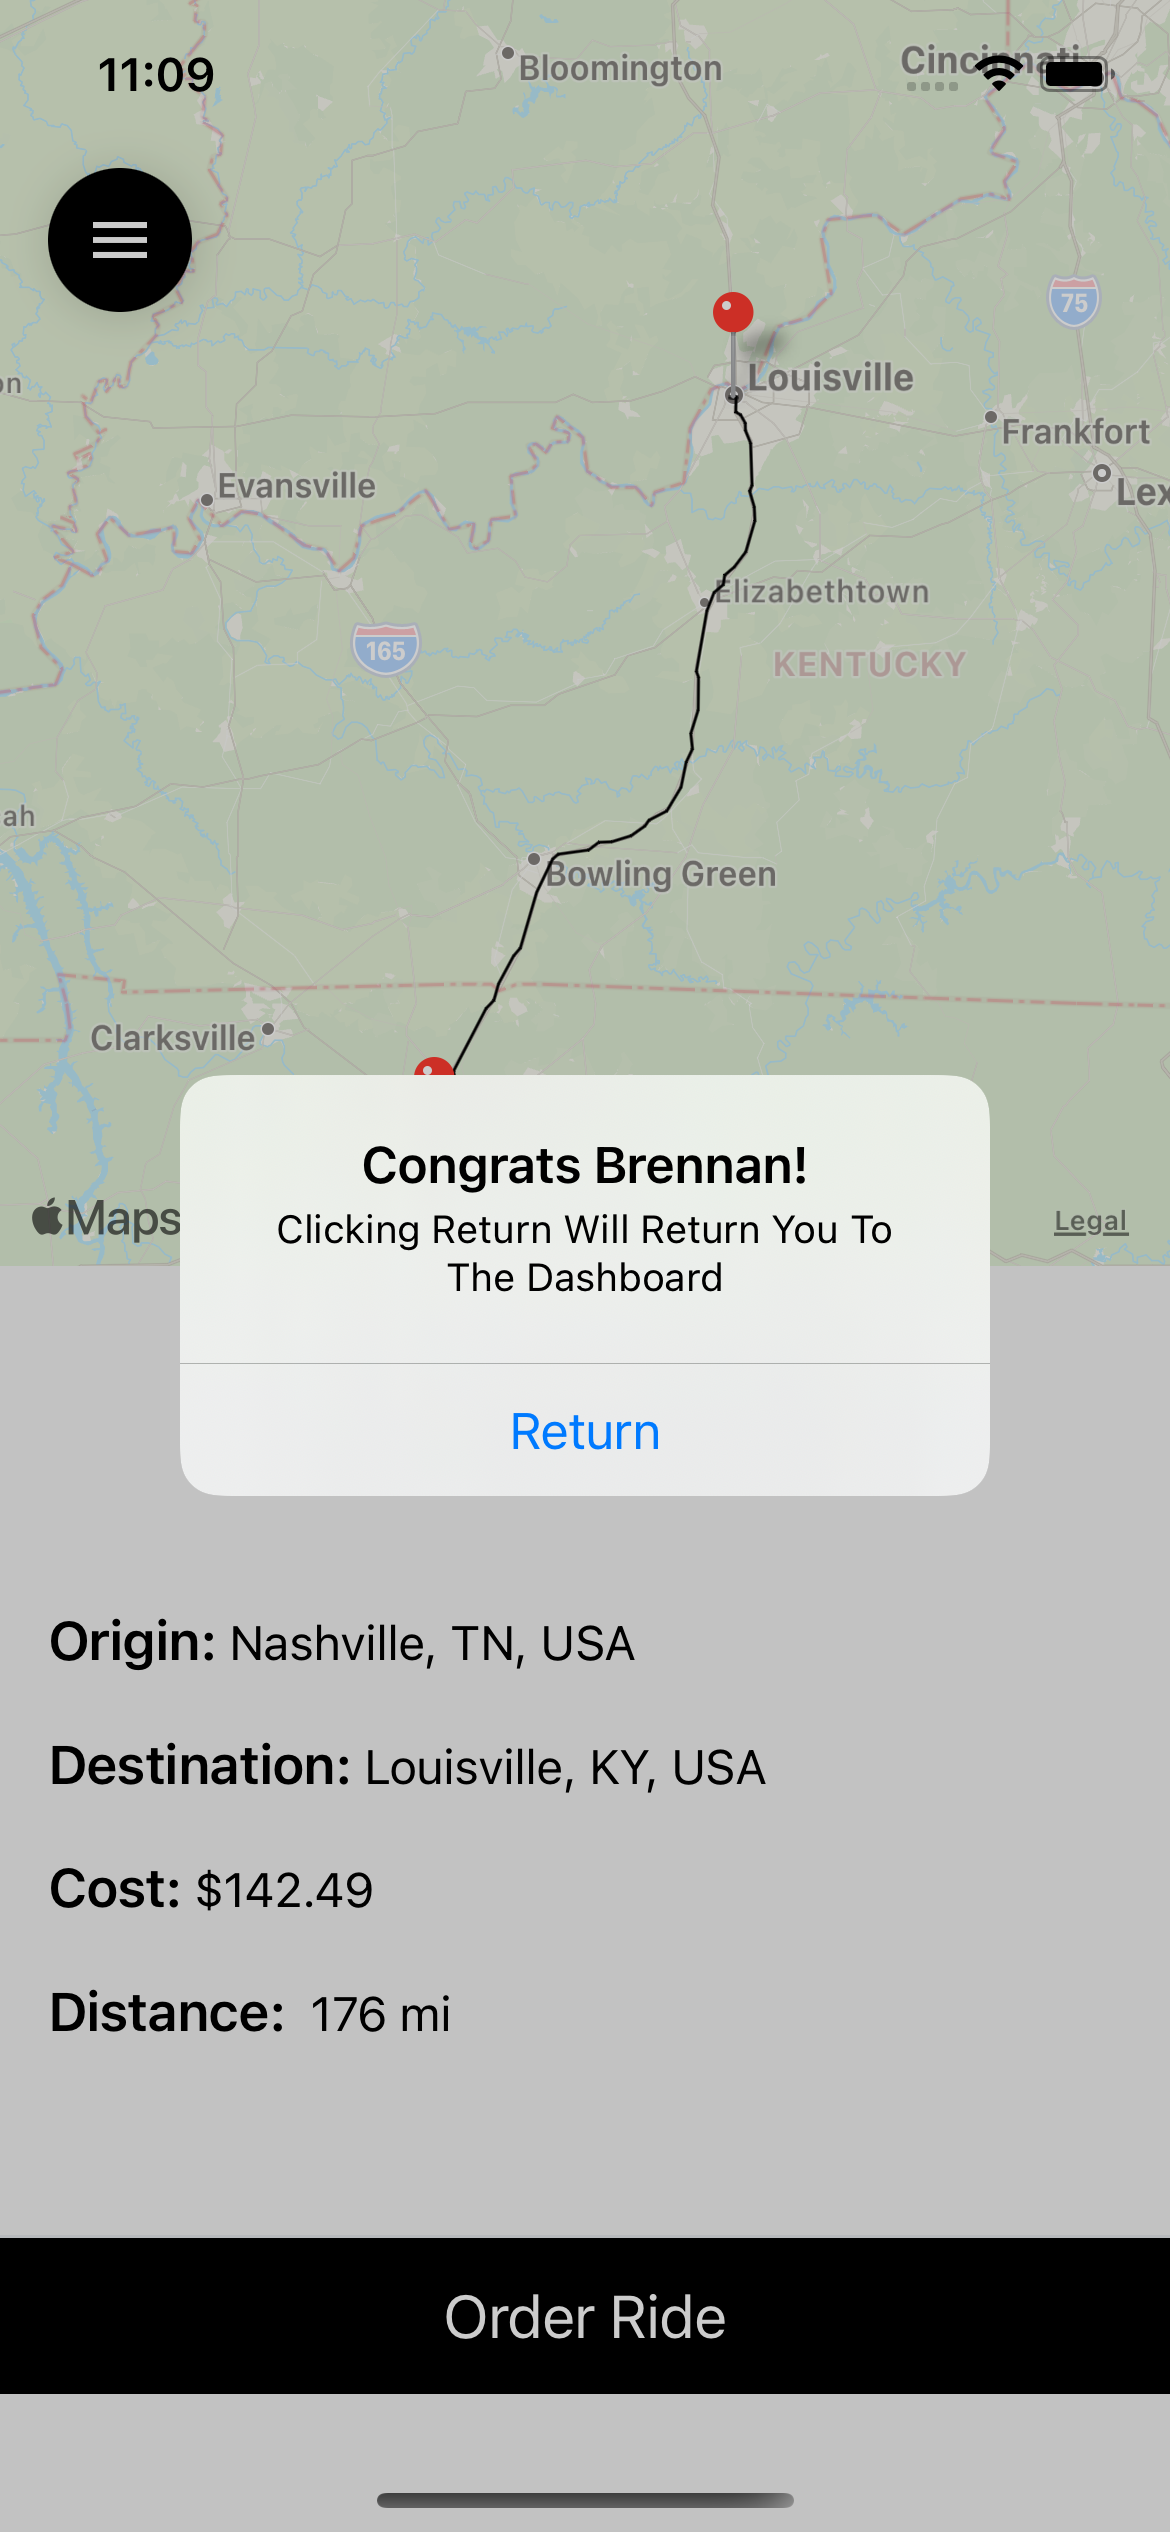 11:09
Bloomington
Cincinnati
75
on
Louisville
Frankfort
Evansville
Lex
Elizabethtown
165
KENTUCKY
ah
Bowling Green
Clarksville
Congrats Brennan!
Clicking Return Will Return You To
The Dashboard
Maps
Legal
Return
Origin: Nashville, TN, USA
Destination: Louisville, KY, USA
Cost: $142.49
Distance: 176 mi
Order Ride